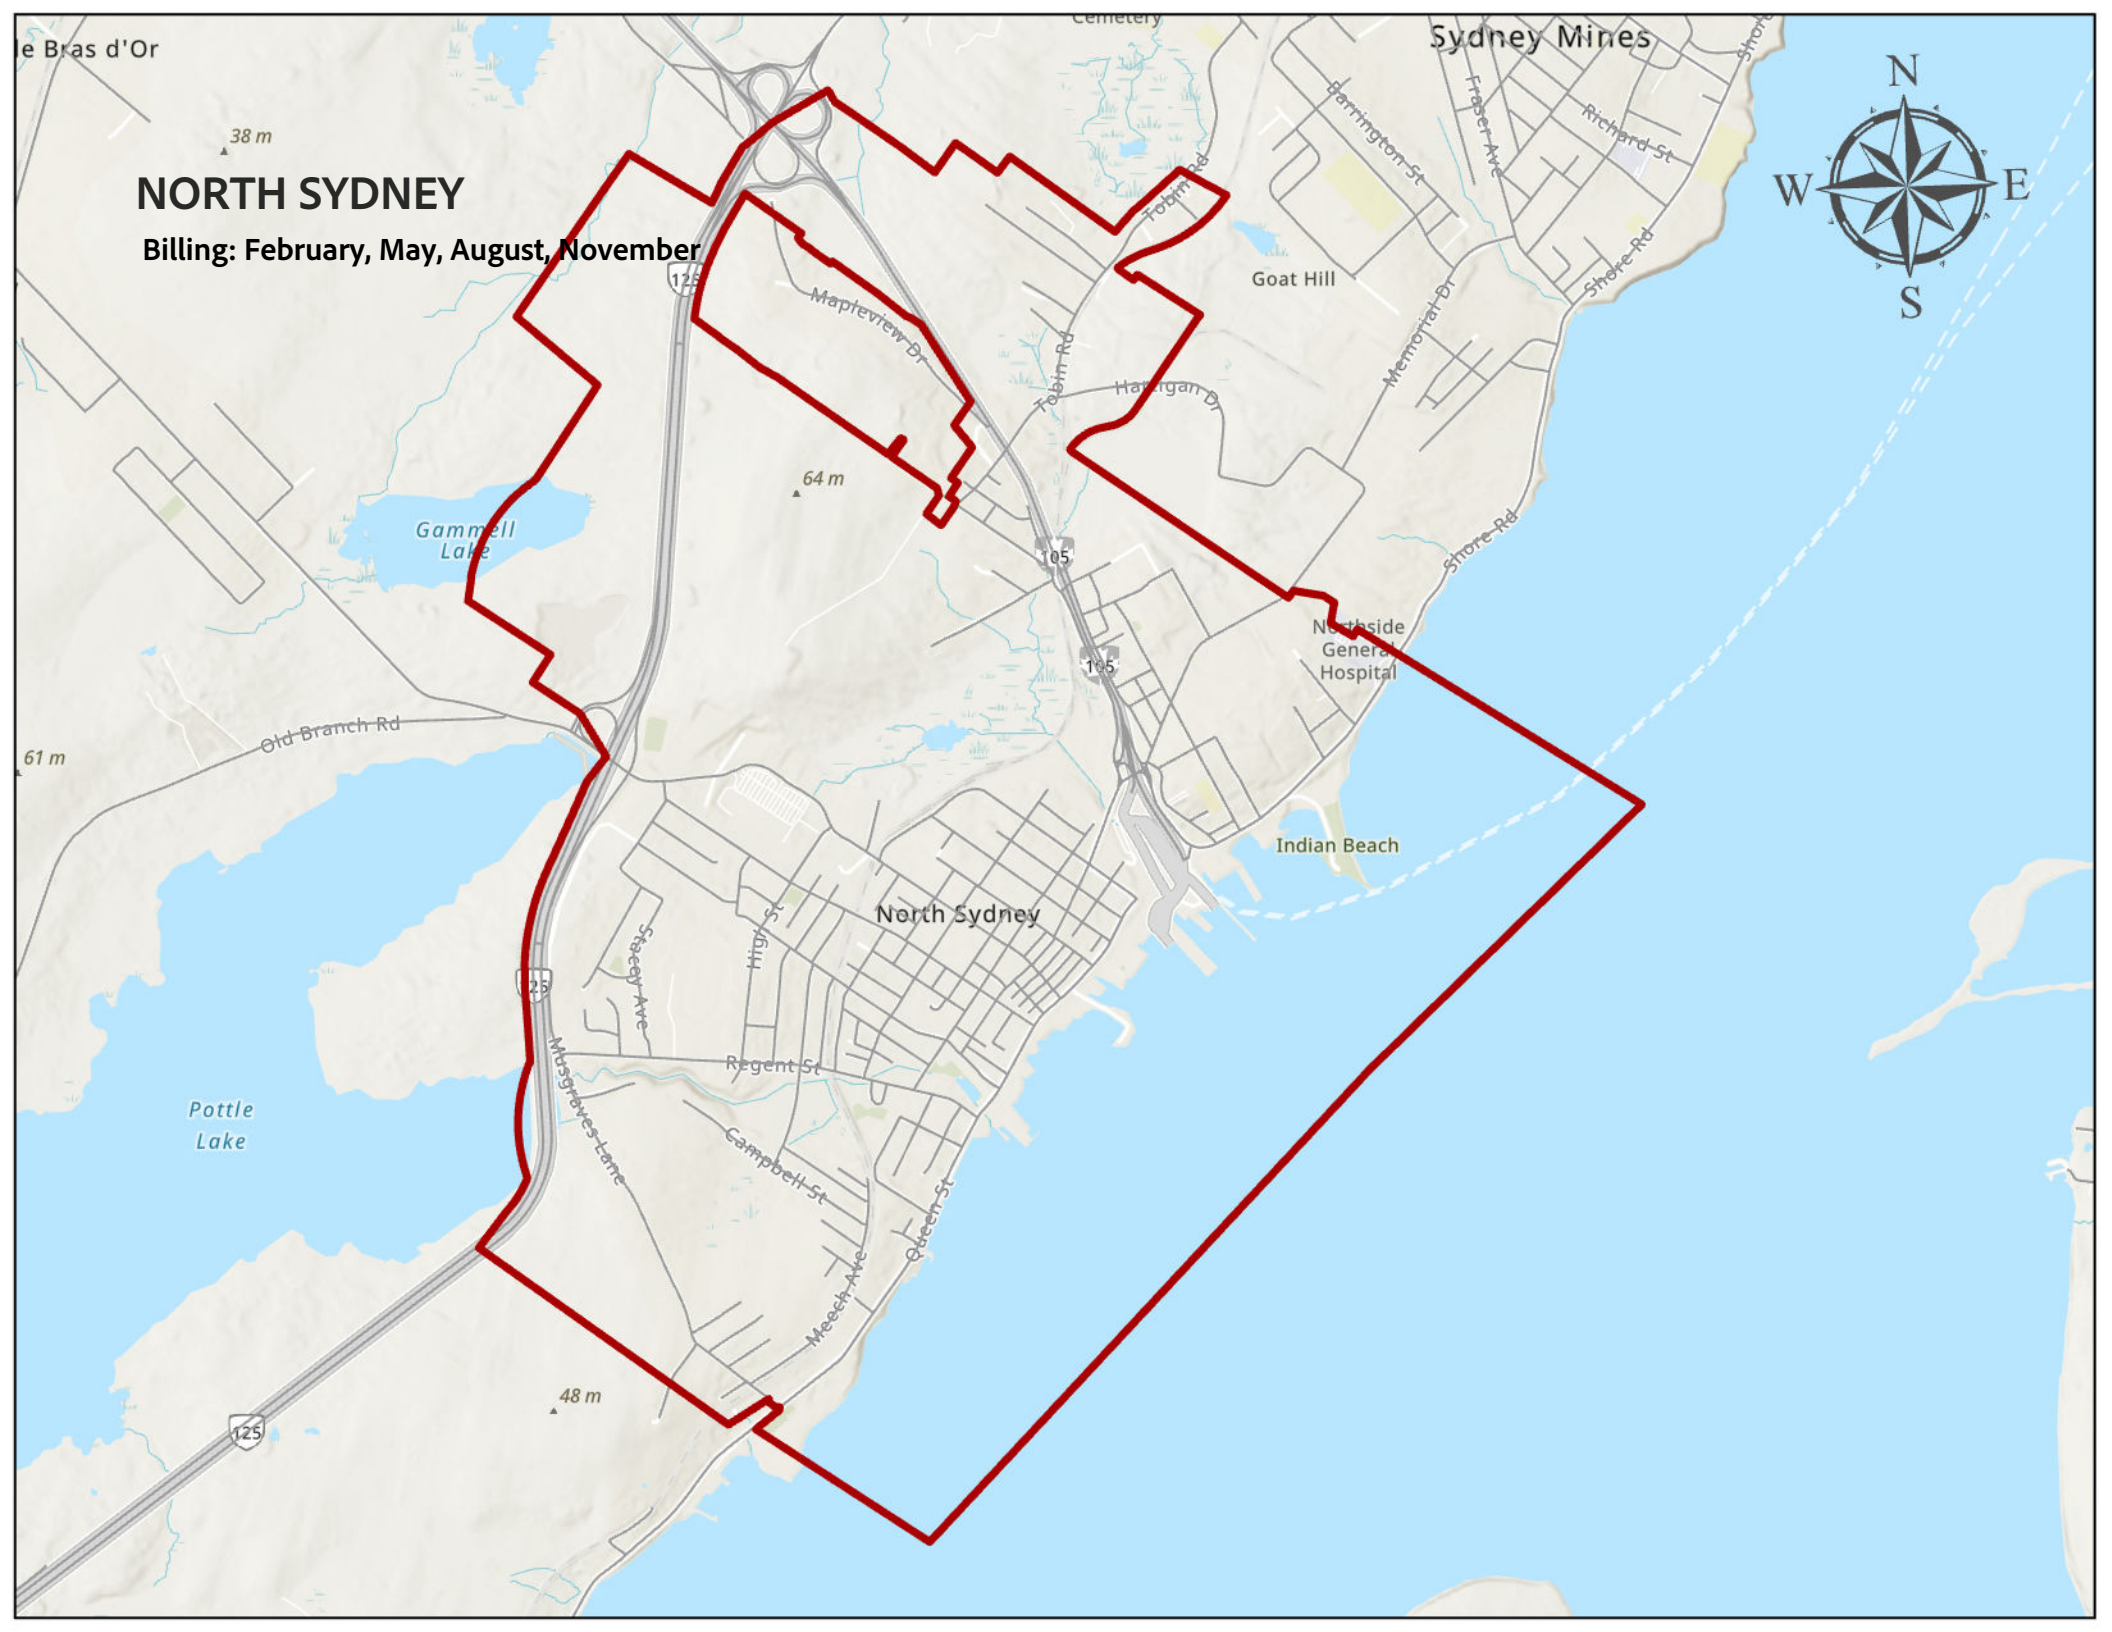 Cemetery
Sydney Mines
le Bras d'Or
Fraser Ave
Barrington St
Richard St
38 m
NORTH SYDNEY
Billing: February, May, August, November
N
W
E
S
Tobin Rd
Shore Rd
Goat Hill
125
Mapleview Dr
Memorial Dr
Tobin Rd
Hartigan Dr
64 m
Gammell
Lake
Shore Rd
105
Northside
General
Hospital
105
Old Branch Rd
61 m
Indian Beach
North Sydney
High St
Stacey Ave
125
Musgraves Lane
Regent St
Pottle
Lake
Campbell St
Queen St
Meech Ave
48 m
125